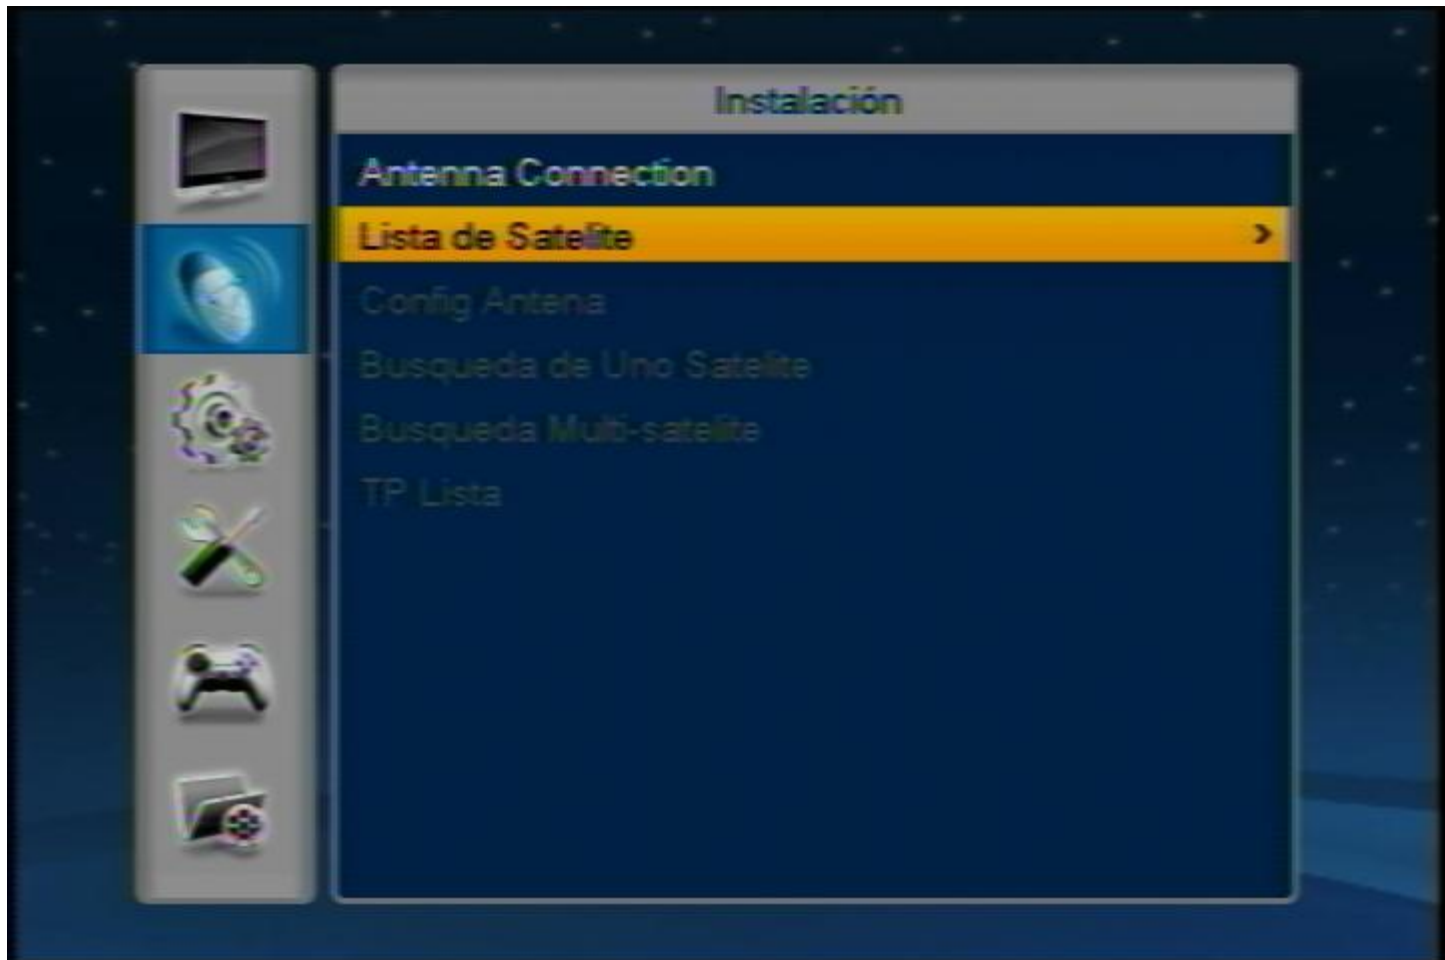 Instalación
Antenna Connection
Lista de Satelite >
Config Antena
Busqueda de Uno Satelite
Busqueda Multi-satelite
TP Lista